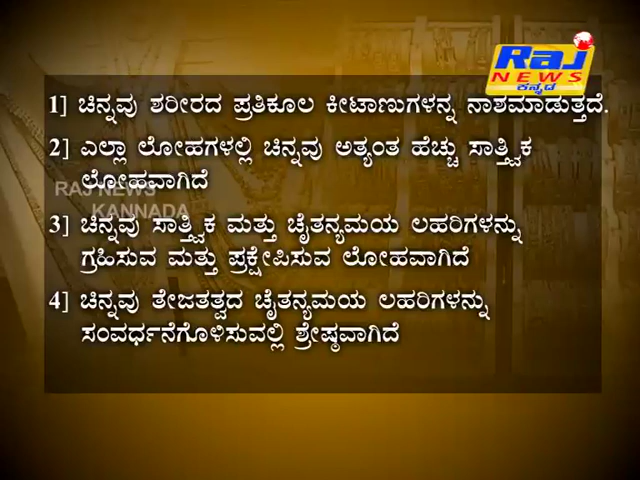 Raj
NEWS
ಕನ್ನಡ
1] ಚಿನ್ನವು ಶರೀರದ ಪ್ರತಿಕೂಲ ಕೀಟಾಣುಗಳನ್ನ ನಾಶಮಾಡುತ್ತದೆ.
2] ಎಲ್ಲಾ ಲೋಹಗಳಲ್ಲಿ ಚಿನ್ನವು ಅತ್ಯಂತ ಹೆಚ್ಚು ಸಾತ್ತ್ವಿಕ
ಲೋಹವಾಗಿದೆ
RAJ NEWS
KANNADA
3] ಚಿನ್ನವು ಸಾತ್ತ್ವಿಕ ಮತ್ತು ಚೈತನ್ಯಮಯ ಲಹರಿಗಳನ್ನು
ಗ್ರಹಿಸುವ ಮತ್ತು ಪ್ರಕ್ಷೇಪಿಸುವ ಲೋಹವಾಗಿದೆ
4] ಚಿನ್ನವು ತೇಜತತ್ವದ ಚೈತನ್ಯಮಯ ಲಹರಿಗಳನ್ನು
ಸಂವರ್ಧನೆಗೊಳಿಸುವಲ್ಲಿ ಶ್ರೇಷ್ಠವಾಗಿದೆ